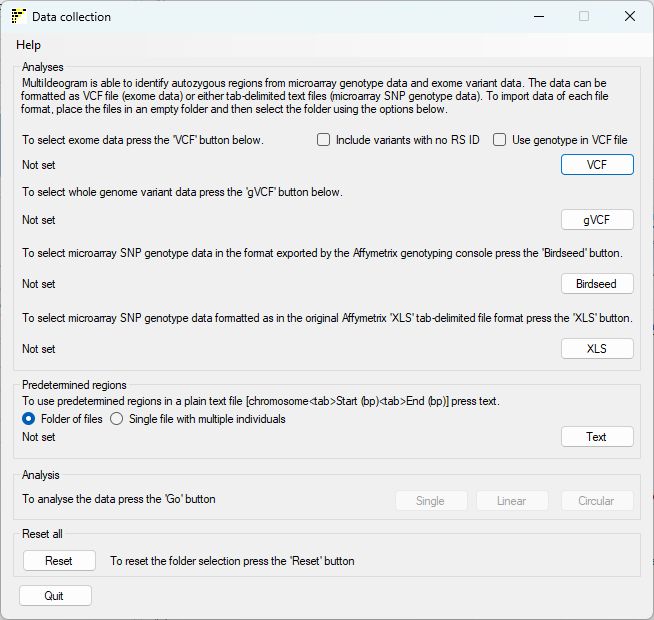 Data collection
Help
Analyses
MultiIdeogram is able to identify autozygous regions from microarray genotype data and exome variant data. The data can be
formatted as VCF file (exome data) or either tab-delimited text files (microarray SNP genotype data). To import data of each file
format, place the files in an empty folder and then select the folder using the options below.
To select exome data press the 'VCF' button below. Include variants with no RS ID Use genotype in VCF file
Not set VCF
To select whole genome variant data press the 'gVCF' button below.
Not set gVCF
To select microarray SNP genotype data in the format exported by the Affymetrix genotyping console press the 'Birdseed' button.
Not set Birdseed
To select microarray SNP genotype data formatted as in the original Affymetrix 'XLS' tab-delimited file format press the 'XLS' button.
Not set XLS
Predetermined regions
To use predetermined regions in a plain text file [chromosome<tab>Start (bp)<tab>End (bp)] press text.
Folder of files Single file with multiple individuals
Not set Text
Analysis
To analyse the data press the 'Go' button Single Linear Circular
Reset all
Reset To reset the folder selection press the 'Reset' button
Quit